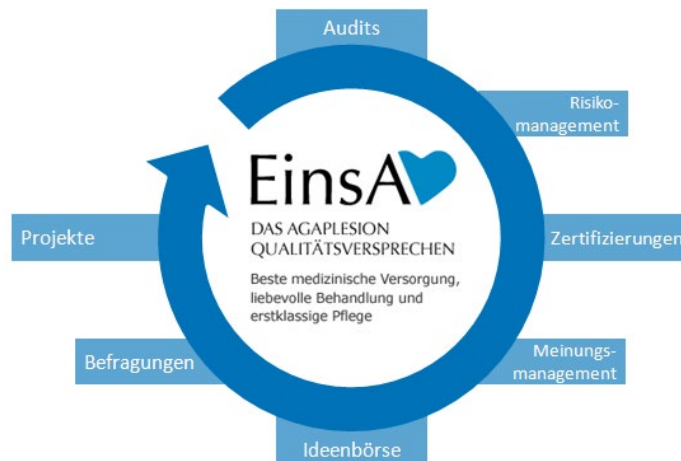 Audits
Risiko-
management
EinsA
DAS AGAPLESION
QUALITÄTSVERSPRECHEN
Beste medizinische Versorgung,
liebevolle Behandlung und
erstklassige Pflege
Projekte
Zertifizierungen
Befragungen
Meinungs-
management
Ideenbörse